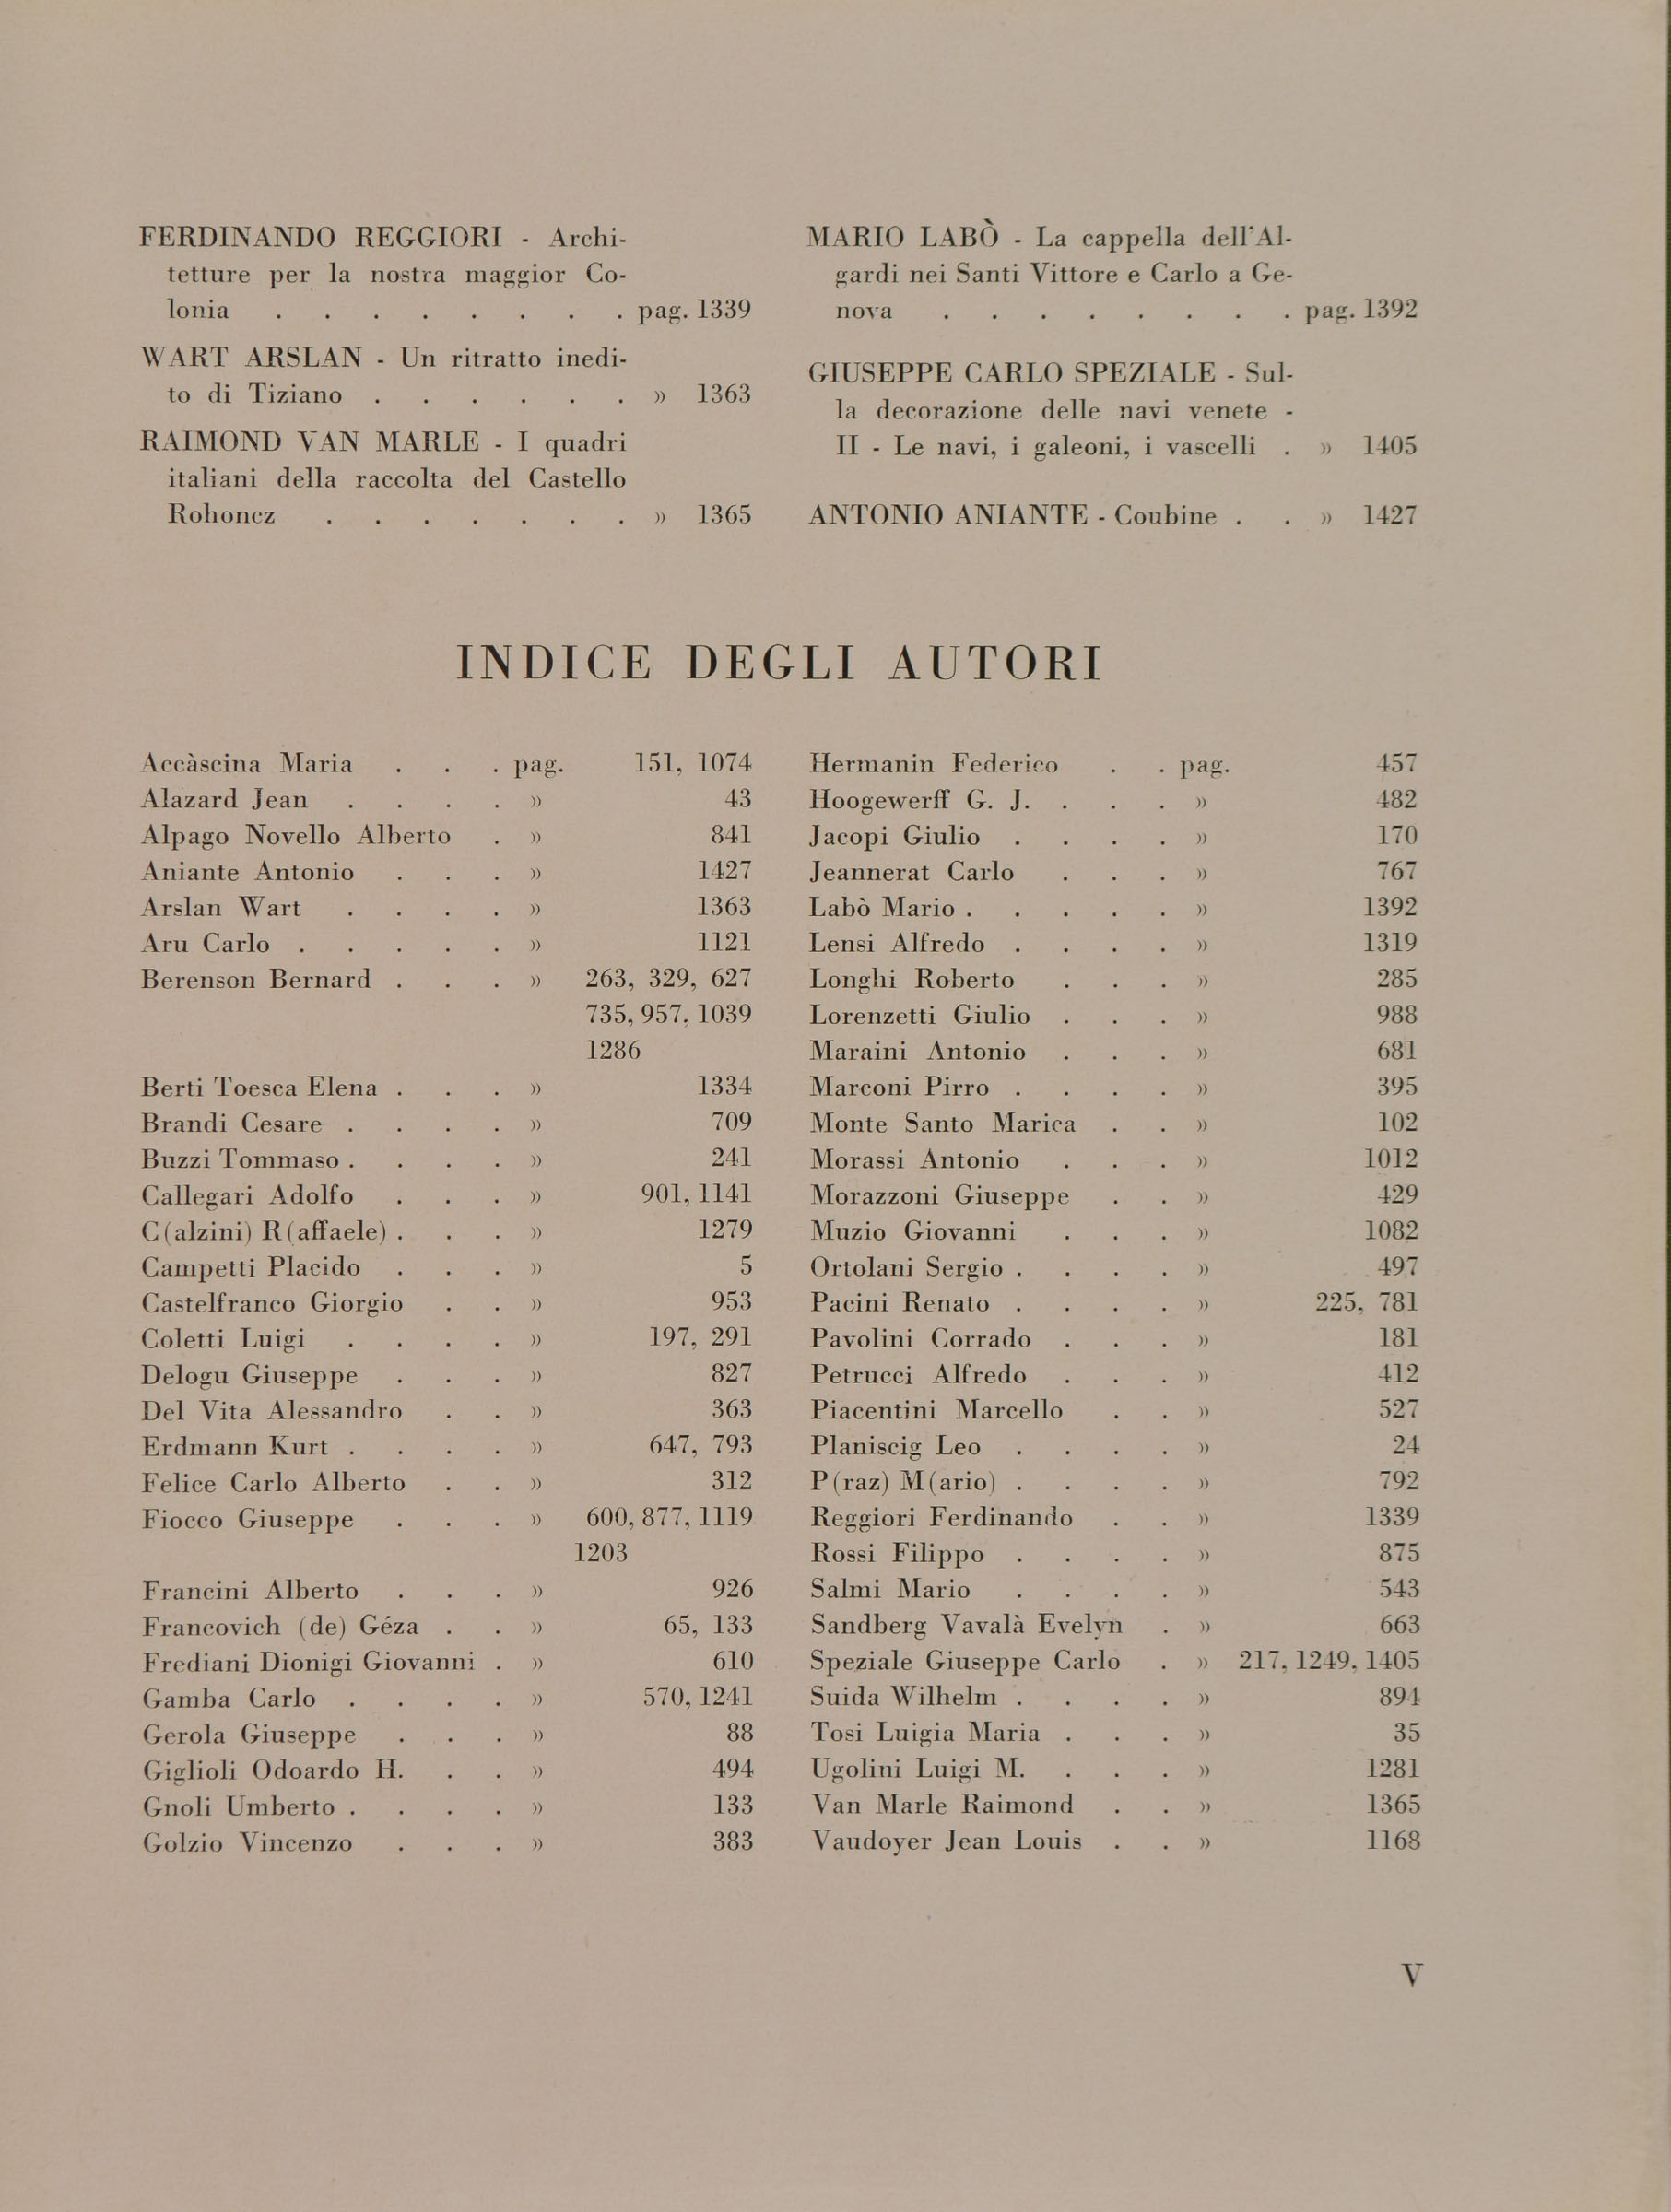 FERDINANDO REGGIORI - Archi-
tetture per la nostra maggior Co-
lonia . . . . . . . . pag. 1339
WART ARSLAN - Un ritratto inedi-
to di Tiziano . . . . . . » 1363
RAIMOND VAN MARLE - I quadri
italiani della raccolta del Castello
Rohoncz . . . . . . . » 1365
MARIO LABÒ - La cappella dell'Al-
gardi nei Santi Vittore e Carlo a Ge-
nova . . . . . . . . pag. 1392
GIUSEPPE CARLO SPEZIALE - Sul-
la decorazione delle navi venete -
II - Le navi, i galeoni, i vascelli . » 1405
ANTONIO ANIANTE - Coubine . . » 1427
INDICE DEGLI AUTORI
Accàscina Maria . . . pag. 151, 1074
Alazard Jean . . . . » 43
Alpago Novello Alberto . » 841
Aniante Antonio . . . » 1427
Arslan Wart . . . . » 1363
Aru Carlo . . . . . » 1121
Berenson Bernard . . . » 263, 329, 627
735, 957, 1039
1286
Berti Toesca Elena . . . » 1334
Brandi Cesare . . . . » 709
Buzzi Tommaso . . . . » 241
Callegari Adolfo . . . » 901, 1141
C(alzini) R(affaele) . . . » 1279
Campetti Placido . . . » 5
Castelfranco Giorgio . . » 953
Coletti Luigi . . . . » 197, 291
Delogu Giuseppe . . . » 827
Del Vita Alessandro . . » 363
Erdmann Kurt . . . . » 647, 793
Felice Carlo Alberto . . » 312
Fiocco Giuseppe . . . » 600, 877, 1119
1203
Francini Alberto . . . » 926
Francovich (de) Géza . . » 65, 133
Frediani Dionigi Giovanni . » 610
Gamba Carlo . . . . » 570, 1241
Gerola Giuseppe . . . » 88
Giglioli Odoardo H. . . » 494
Gnoli Umberto . . . . » 133
Golzio Vincenzo . . . » 383
Hermanin Federico . . pag. 457
Hoogewerff G. J. . . . » 482
Jacopi Giulio . . . . » 170
Jeannerat Carlo . . . » 767
Labò Mario . . . . . » 1392
Lensi Alfredo . . . . » 1319
Longhi Roberto . . . » 285
Lorenzetti Giulio . . . » 988
Maraini Antonio . . . » 681
Marconi Pirro . . . . » 395
Monte Santo Marica . . » 102
Morassi Antonio . . . » 1012
Morazzoni Giuseppe . . » 429
Muzio Giovanni . . . » 1082
Ortolani Sergio . . . . » 497
Pacini Renato . . . . » 225, 781
Pavolini Corrado . . . » 181
Petrucci Alfredo . . . » 412
Piacentini Marcello . . » 527
Planiscig Leo . . . . » 24
P(raz) M(ario) . . . . » 792
Reggiori Ferdinando . . » 1339
Rossi Filippo . . . . » 875
Salmi Mario . . . . » 543
Sandberg Vavalà Evelyn . » 663
Speziale Giuseppe Carlo . » 217, 1249, 1405
Suida Wilhelm . . . . » 894
Tosi Luigia Maria . . . » 35
Ugolini Luigi M. . . . » 1281
Van Marle Raimond . . » 1365
Vaudoyer Jean Louis . . » 1168
V